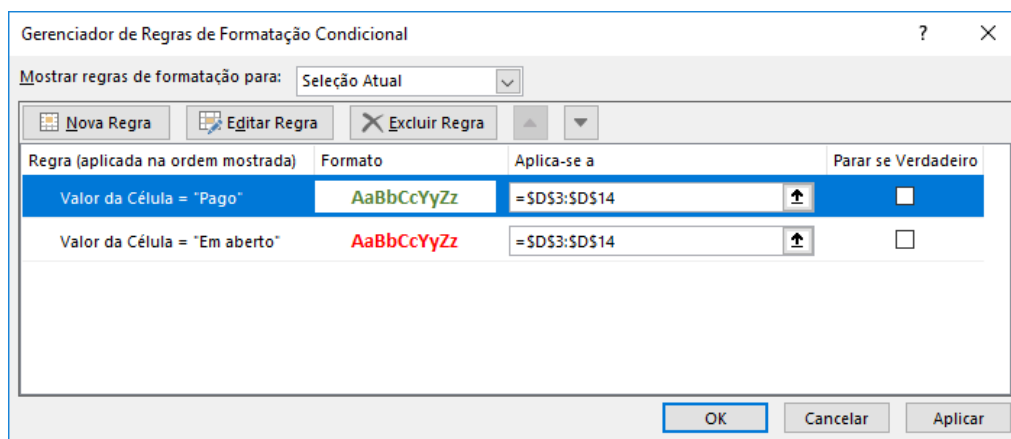 Gerenciador de Regras de Formatação Condicional ?
Mostrar regras de formatação para: Seleção Atual
Nova Regra Editar Regra Excluir Regra
Regra (aplicada na ordem mostrada) Formato Aplica-se a Parar se Verdadeiro
Valor da Célula = "Pago" AaBbCcYyZz =$D$3:$D$14
Valor da Célula = "Em aberto" AaBbCcYyZz =$D$3:$D$14
OK Cancelar Aplicar